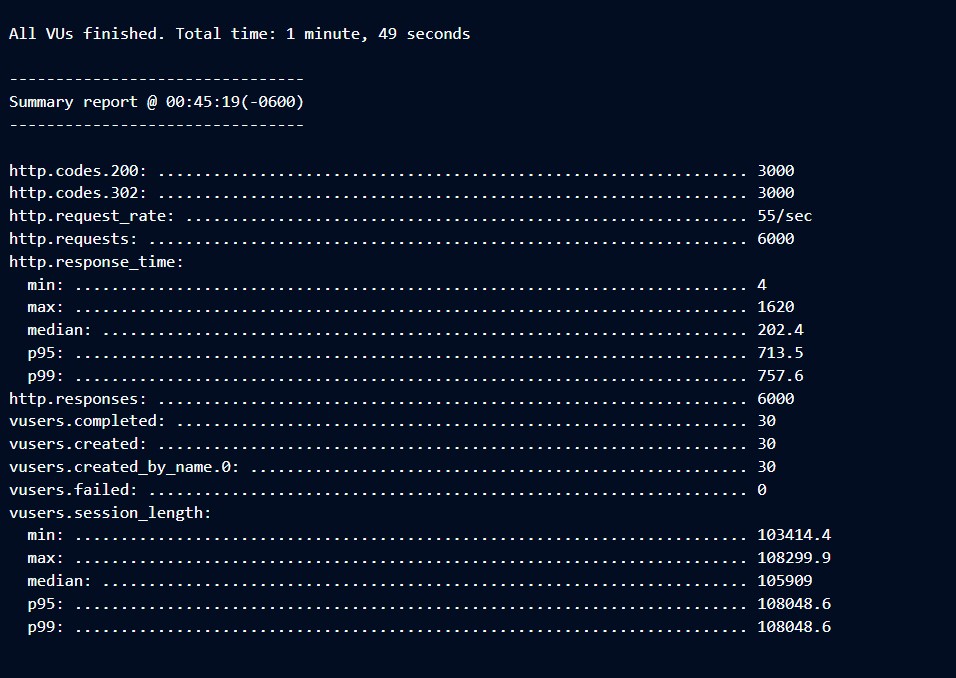 All VUs finished. Total time: 1 minute, 49 seconds
--------------------------------
Summary report @ 00:45:19(-0600)
--------------------------------
http.codes.200: ................................................................ 3000
http.codes.302: ................................................................ 3000
http.request_rate: ............................................................. 55/sec
http.requests: ................................................................. 6000
http.response_time:
  min: ......................................................................... 4
  max: ......................................................................... 1620
  median: ...................................................................... 202.4
  p95: ......................................................................... 713.5
  p99: ......................................................................... 757.6
http.responses: ................................................................ 6000
vusers.completed: .............................................................. 30
vusers.created: ................................................................ 30
vusers.created_by_name.0: ...................................................... 30
vusers.failed: ................................................................. 0
vusers.session_length:
  min: ......................................................................... 103414.4
  max: ......................................................................... 108299.9
  median: ...................................................................... 105909
  p95: ......................................................................... 108048.6
  p99: ......................................................................... 108048.6